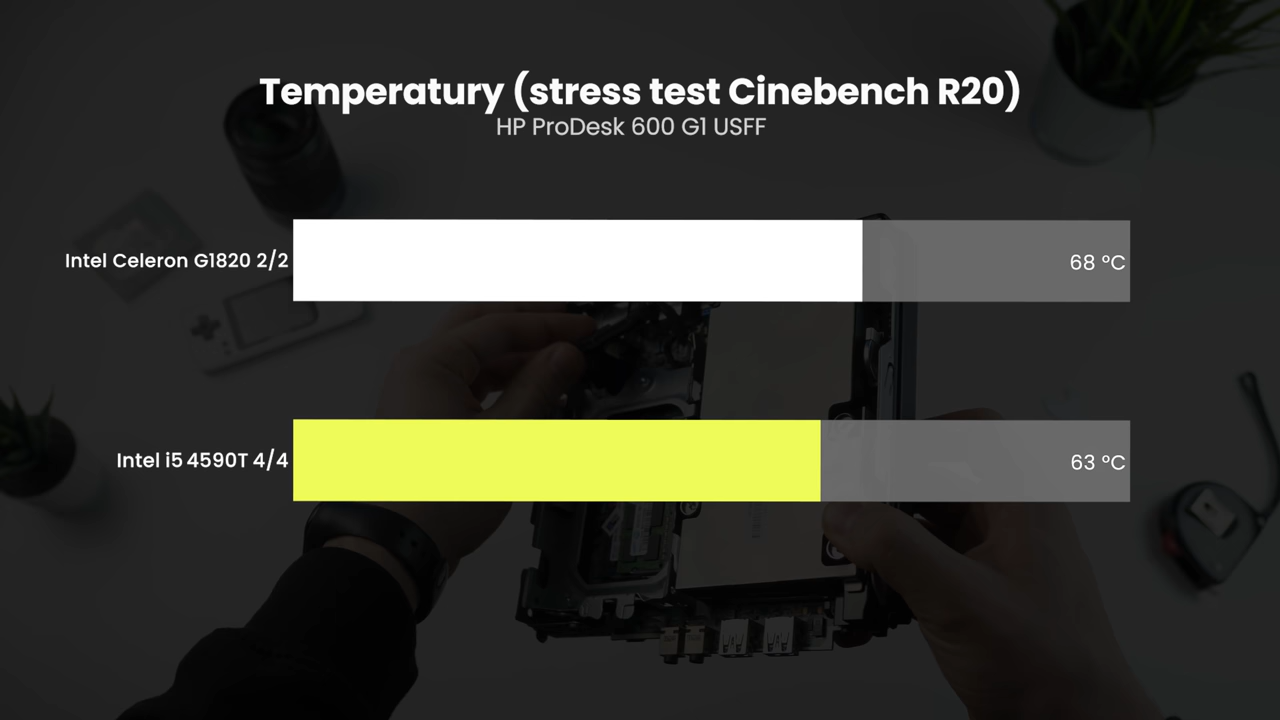 Temperatury (stress test Cinebench R20)
HP ProDesk 600 G1 USFF
Intel Celeron G1820 2/2
68 °C
Intel i5 4590T 4/4
63 °C